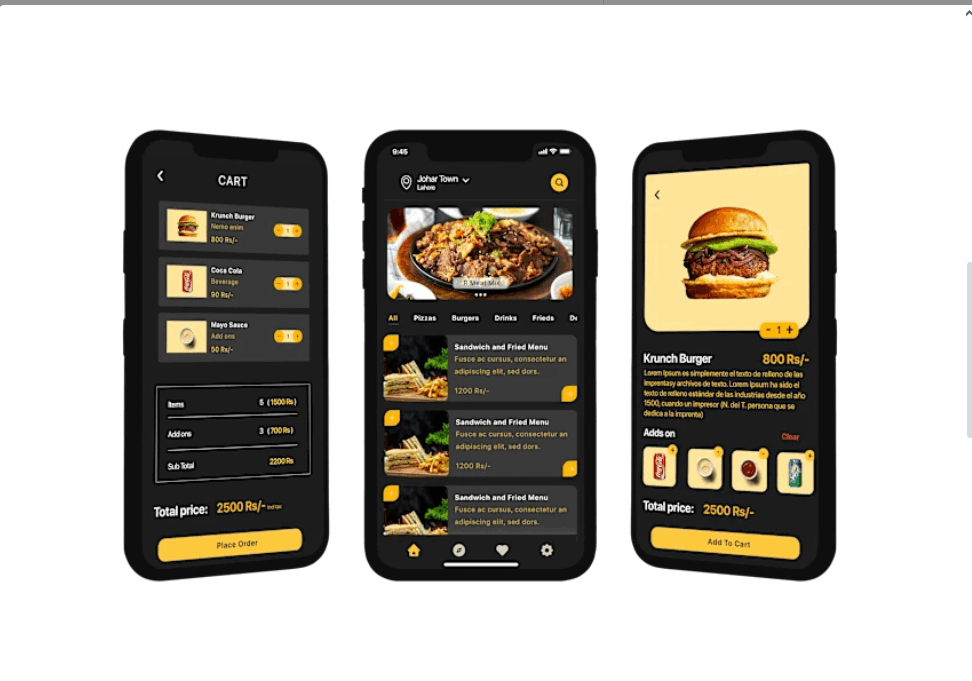 CART
Krunch Burger
Nemo enim
800 Rs/-
- 1 +
Coca Cola
Beverage
90 Rs/-
- 1 +
Mayo Sauce
Add ons
50 Rs/-
- 1 +
Items 5 (1500 Rs)
Add ons 3 (700 Rs)
Sub Total 2200 Rs
Total price: 2500 Rs/- incl tax
Place Order
9:45
Johar Town
Lahore
Meat Mix
All Pizzas Burgers Drinks Frieds De
Sandwich and Fried Menu
Fusce ac cursus, consectetur an
adipiscing elit, sed dors.
1200 Rs/-
Sandwich and Fried Menu
Fusce ac cursus, consectetur an
adipiscing elit, sed dors.
1200 Rs/-
Sandwich and Fried Menu
Fusce ac cursus, consectetur an
adipiscing elit, sed dors.
- 1 +
Krunch Burger 800 Rs/-
Lorem Ipsum es simplemente el texto de relleno de las
imprentasy archivos de texto. Lorem Ipsum ha sido el
texto de relleno estándar de las industrias desde el año
1500, cuando un impresor (N. del T. persona que se
dedica a la imprenta)
Adds on Clear
Total price: 2500 Rs/-
Add To Cart